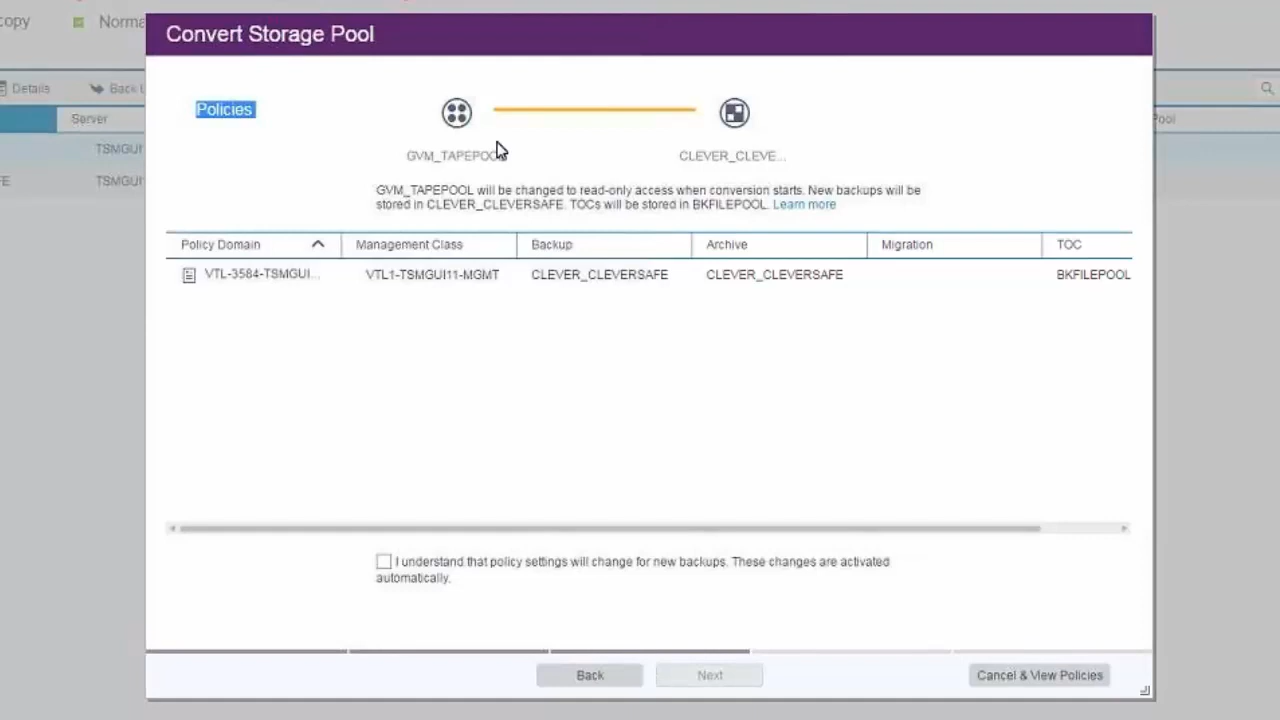 copy
Norma
Convert Storage Pool
Details
Back
Server
Pool
TSMGUI
FE
TSMGUI
Policies
GVM_TAPEPOOL
CLEVER_CLEVE...
GVM_TAPEPOOL will be changed to read-only access when conversion starts. New backups will be
stored in CLEVER_CLEVERSAFE. TOCs will be stored in BKFILEPOOL. Learn more
Policy Domain
Management Class
Backup
Archive
Migration
TOC
VTL-3584-TSMGUI...
VTL1-TSMGUI11-MGMT
CLEVER_CLEVERSAFE
CLEVER_CLEVERSAFE
BKFILEPOOL
I understand that policy settings will change for new backups. These changes are activated
automatically.
Back
Next
Cancel & View Policies